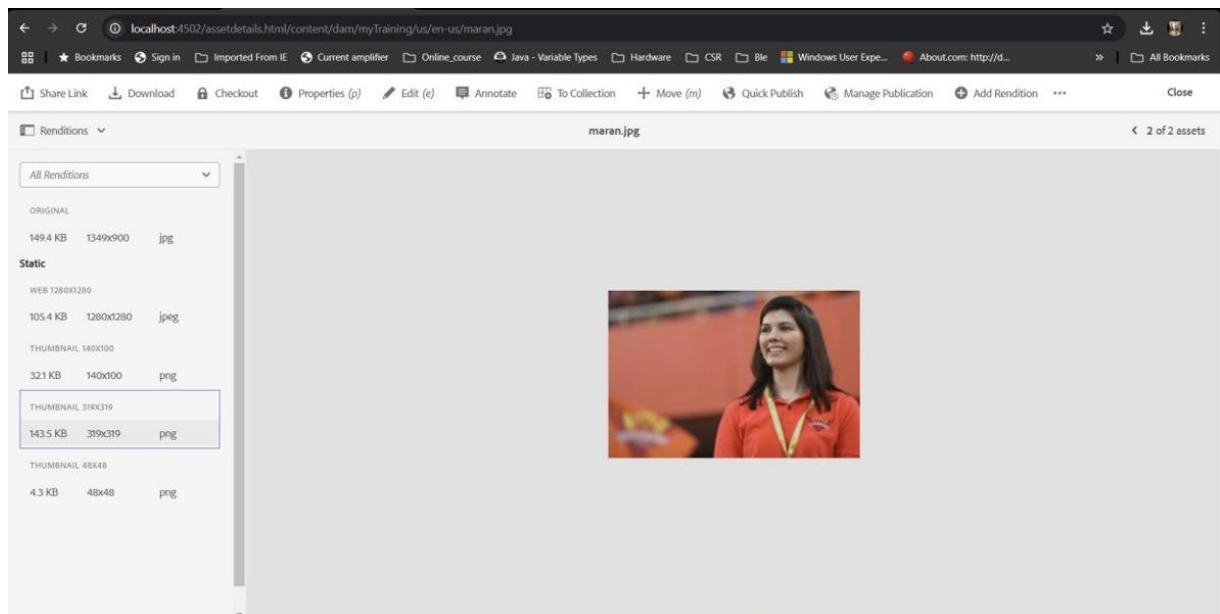 localhost:4502/assetdetails.html/content/dam/myTraining/us/en-us/maran.jpg
Bookmarks Sign in Imported From IE Current amplifier Online_course Java - Variable Types Hardware CSR Ble Windows User Expe... About.com: http://d... » All Bookmarks
Share Link Download Checkout Properties (p) Edit (e) Annotate To Collection Move (m) Quick Publish Manage Publication Add Rendition ••• Close
Renditions maran.jpg 2 of 2 assets
All Renditions
ORIGINAL
149.4 KB 1349x900 jpg
Static
WEB 1280X1280
105.4 KB 1280x1280 jpeg
THUMBNAIL 140X100
32.1 KB 140x100 png
THUMBNAIL 319X319
143.5 KB 319x319 png
THUMBNAIL 48X48
4.3 KB 48x48 png